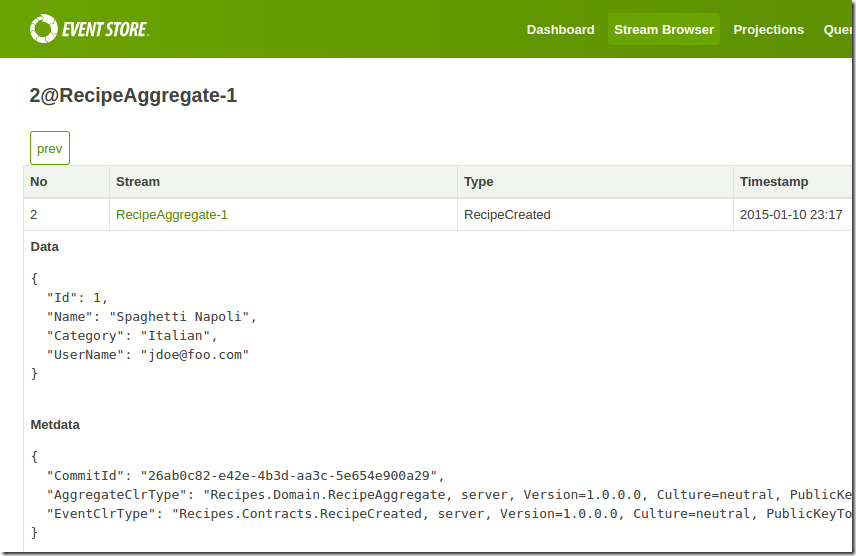 EVENT STORE
Dashboard Stream Browser Projections
2@RecipeAggregate-1
prev
No Stream Type Timestamp
2 RecipeAggregate-1 RecipeCreated 2015-01-10 23:17
Data
{
"Id": 1,
"Name": "Spaghetti Napoli",
"Category": "Italian",
"UserName": "jdoe@foo.com"
}
Metdata
{
"CommitId": "26ab0c82-e42e-4b3d-aa3c-5e654e900a29",
"AggregateClrType": "Recipes.Domain.RecipeAggregate, server, Version=1.0.0.0, Culture=neutral, PublicKe
"EventClrType": "Recipes.Contracts.RecipeCreated, server, Version=1.0.0.0, Culture=neutral, PublicKeyTo
}